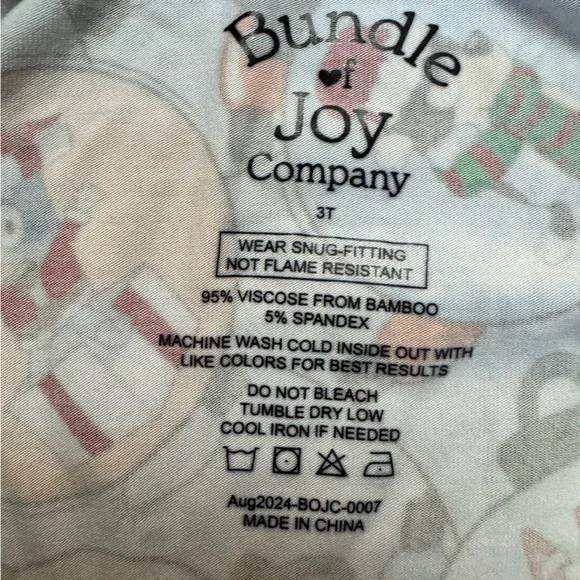 Bundle
of
Joy
Company
3T
WEAR SNUG-FITTING
NOT FLAME RESISTANT
95% VISCOSE FROM BAMBOO
5% SPANDEX
MACHINE WASH COLD INSIDE OUT WITH
LIKE COLORS FOR BEST RESULTS
DO NOT BLEACH
TUMBLE DRY LOW
COOL IRON IF NEEDED
Aug2024-BOJC-0007
MADE IN CHINA